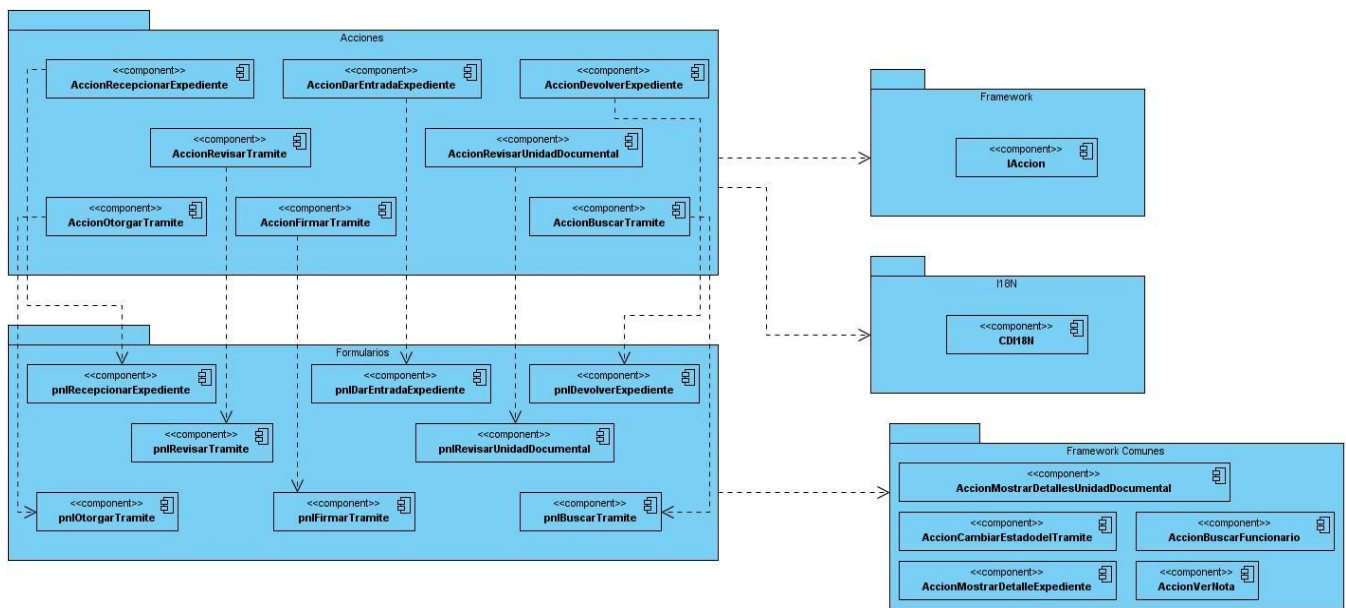 Acciones
<<component>>
AccionRecepcionarExpediente
<<component>>
AccionDarEntradaExpediente
<<component>>
AccionDevolverExpediente
<<component>>
AccionRevisarTramite
<<component>>
AccionRevisarUnidadDocumental
<<component>>
AccionOtorgarTramite
<<component>>
AccionFirmarTramite
<<component>>
AccionBuscarTramite
Framework
<<component>>
IAccion
I18N
<<component>>
CDI18N
Formularios
<<component>>
pnlRecepcionarExpediente
<<component>>
pnlDarEntradaExpediente
<<component>>
pnlDevolverExpediente
<<component>>
pnlRevisarTramite
<<component>>
pnlRevisarUnidadDocumental
<<component>>
pnlOtorgarTramite
<<component>>
pnlFirmarTramite
<<component>>
pnlBuscarTramite
Framework Comunes
<<component>>
AccionMostrarDetallesUnidadDocumental
<<component>>
AccionCambiarEstadodelTramite
<<component>>
AccionBuscarFuncionario
<<component>>
AccionMostrarDetalleExpediente
<<component>>
AccionVerNota